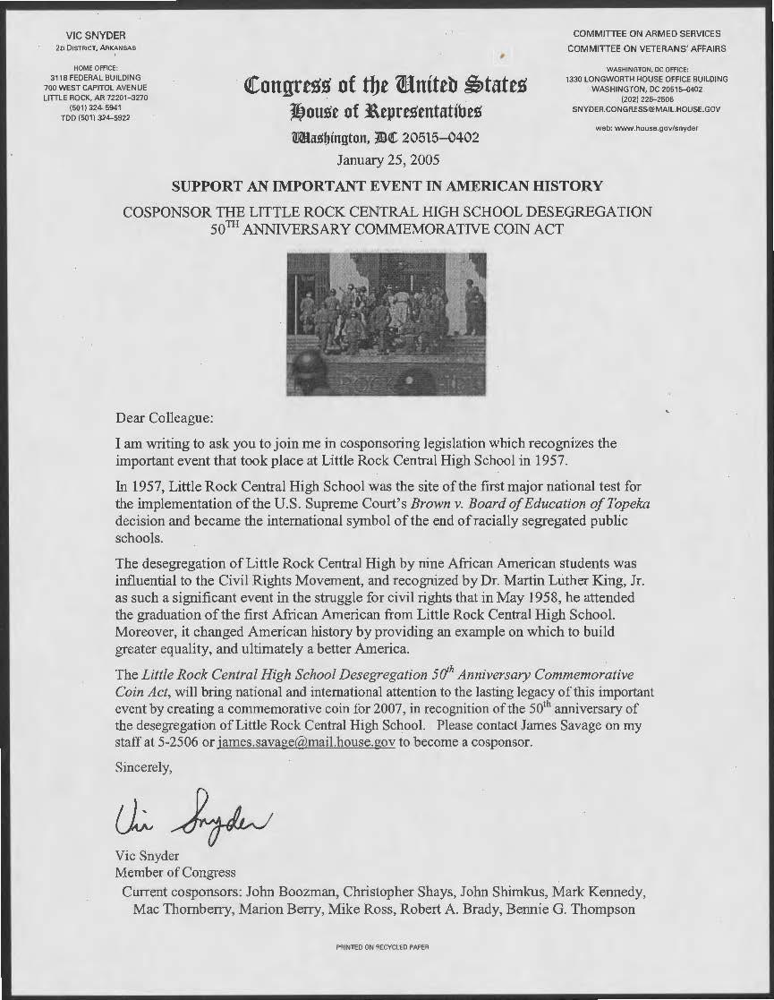 VIC SNYDER
2D DISTRICT, ARKANSAS
HOME OFFICE:
3118 FEDERAL BUILDING
700 WEST CAPITOL AVENUE
LITTLE ROCK, AR 72201–3270
(501) 324-5941
TDD (501) 324–5922
COMMITTEE ON ARMED SERVICES
COMMITTEE ON VETERANS' AFFAIRS
WASHINGTON, DC OFFICE:
1330 LONGWORTH HOUSE OFFICE BUILDING
WASHINGTON, DC 20515–0402
(202) 225–2506
SNYDER.CONGRESS@MAIL.HOUSE.GOV
web: www.house.gov/snyder
Congress of the United States
House of Representatives
Washington, DC 20515–0402
January 25, 2005
SUPPORT AN IMPORTANT EVENT IN AMERICAN HISTORY
COSPONSOR THE LITTLE ROCK CENTRAL HIGH SCHOOL DESEGREGATION
50TH ANNIVERSARY COMMEMORATIVE COIN ACT
ROCK
Dear Colleague:
I am writing to ask you to join me in cosponsoring legislation which recognizes the
important event that took place at Little Rock Central High School in 1957.
In 1957, Little Rock Central High School was the site of the first major national test for
the implementation of the U.S. Supreme Court's Brown v. Board of Education of Topeka
decision and became the international symbol of the end of racially segregated public
schools.
The desegregation of Little Rock Central High by nine African American students was
influential to the Civil Rights Movement, and recognized by Dr. Martin Luther King, Jr.
as such a significant event in the struggle for civil rights that in May 1958, he attended
the graduation of the first African American from Little Rock Central High School.
Moreover, it changed American history by providing an example on which to build
greater equality, and ultimately a better America.
The Little Rock Central High School Desegregation 50th Anniversary Commemorative
Coin Act, will bring national and international attention to the lasting legacy of this important
event by creating a commemorative coin for 2007, in recognition of the 50th anniversary of
the desegregation of Little Rock Central High School. Please contact James Savage on my
staff at 5-2506 or james.savage@mail.house.gov to become a cosponsor.
Sincerely,
Vic Snyder
Vic Snyder
Member of Congress
Current cosponsors: John Boozman, Christopher Shays, John Shimkus, Mark Kennedy,
Mac Thornberry, Marion Berry, Mike Ross, Robert A. Brady, Bennie G. Thompson
PRINTED ON RECYCLED PAPER